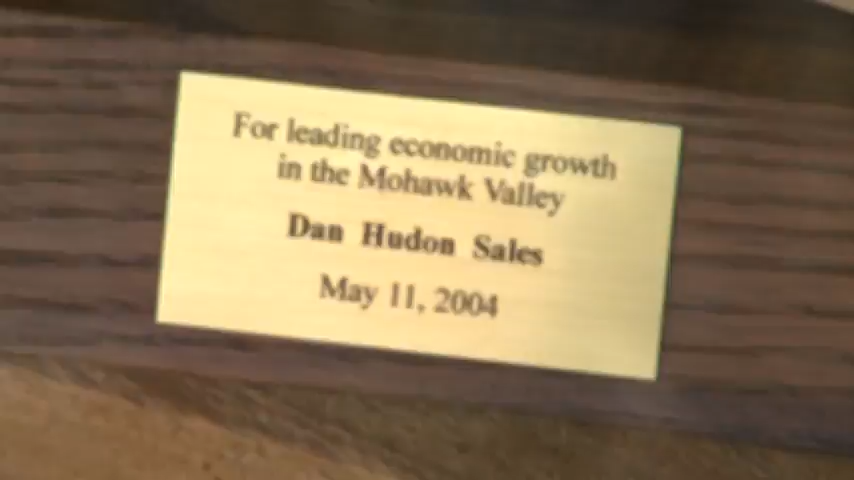 For leading economic growth
in the Mohawk Valley
Dan Hudon Sales
May 11, 2004